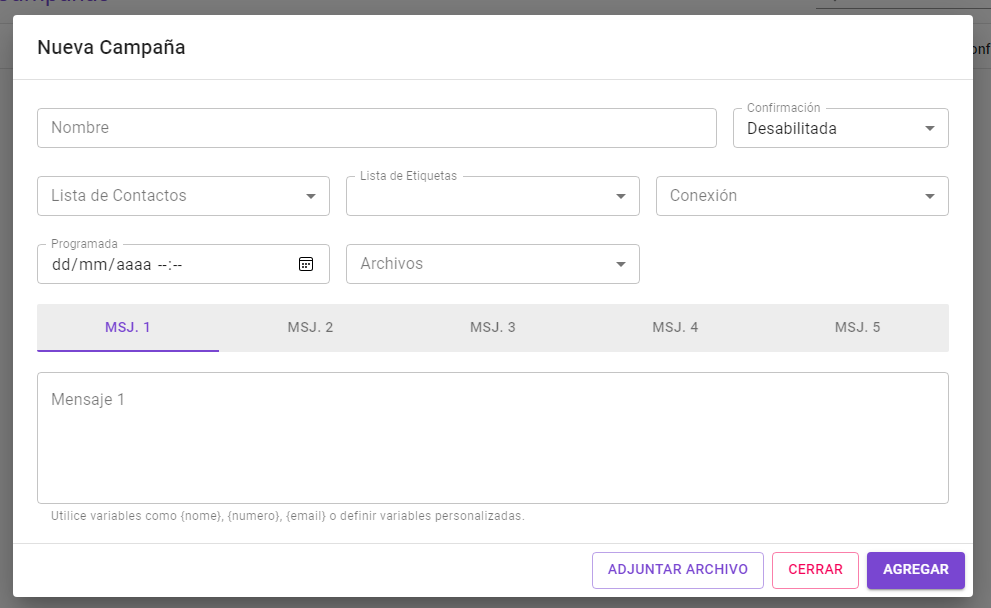 Nueva Campaña
Nombre
Confirmación
Desabilitada
Lista de Contactos
Lista de Etiquetas
Conexión
Programada
dd/mm/aaaa --:--
Archivos
MSJ. 1 MSJ. 2 MSJ. 3 MSJ. 4 MSJ. 5
Mensaje 1
Utilice variables como {nome}, {numero}, {email} o definir variables personalizadas.
ADJUNTAR ARCHIVO CERRAR AGREGAR